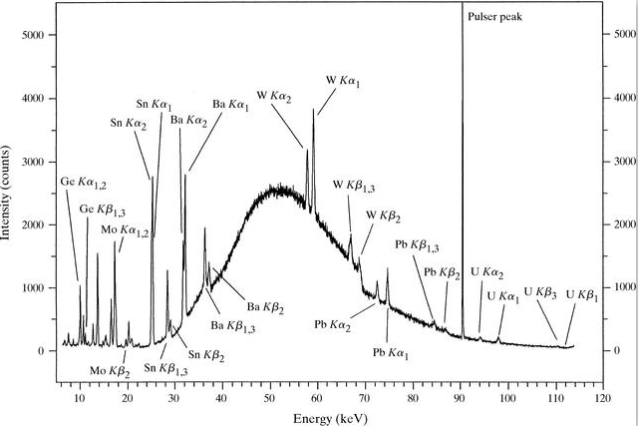 Pulser peak
5000
5000
W Kα1
W Kα2
4000
4000
Sn Kα1
Ba Kα1
Sn Kα2
Ba Kα2
3000
3000
Intensity (counts)
Ge Kα1,2
W Kβ1,3
Ge Kβ1,3
W Kβ2
2000
2000
Mo Kα1,2
Pb Kβ1,3
Pb Kβ2
U Kα2
1000
1000
U Kα1
U Kβ3
U Kβ1
Ba Kβ2
Ba Kβ1,3
Pb Kα2
0
0
Pb Kα1
Sn Kβ2
Mo Kβ2
Sn Kβ1,3
10 20 30 40 50 60 70 80 90 100 110 120
Energy (keV)